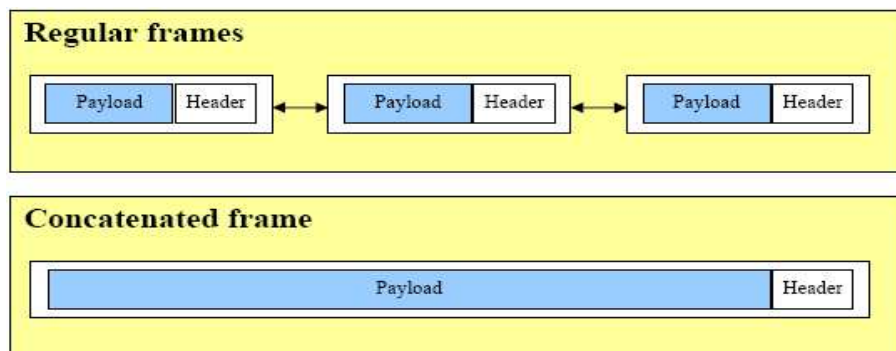 Regular frames
Payload Header Payload Header Payload Header
Concatenated frame
Payload Header